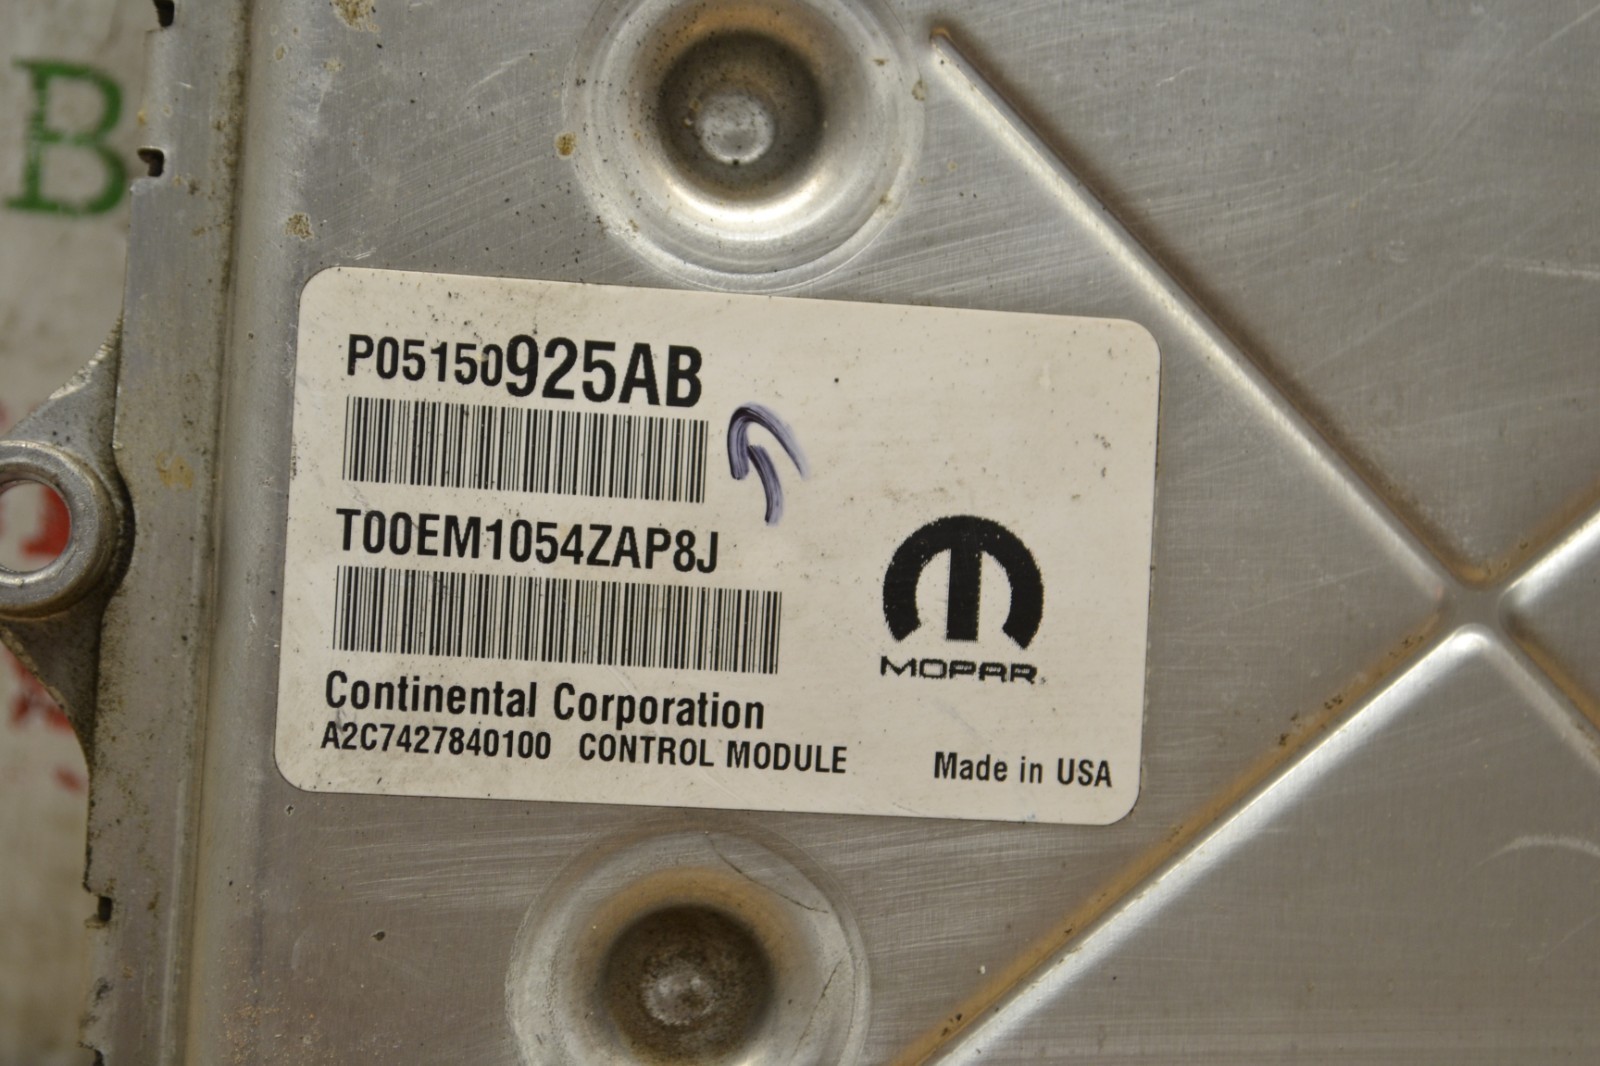 B
P05150925AB
T00EM1054ZAP8J
MOPAR
Continental Corporation
A2C7427840100 CONTROL MODULE
Made in USA